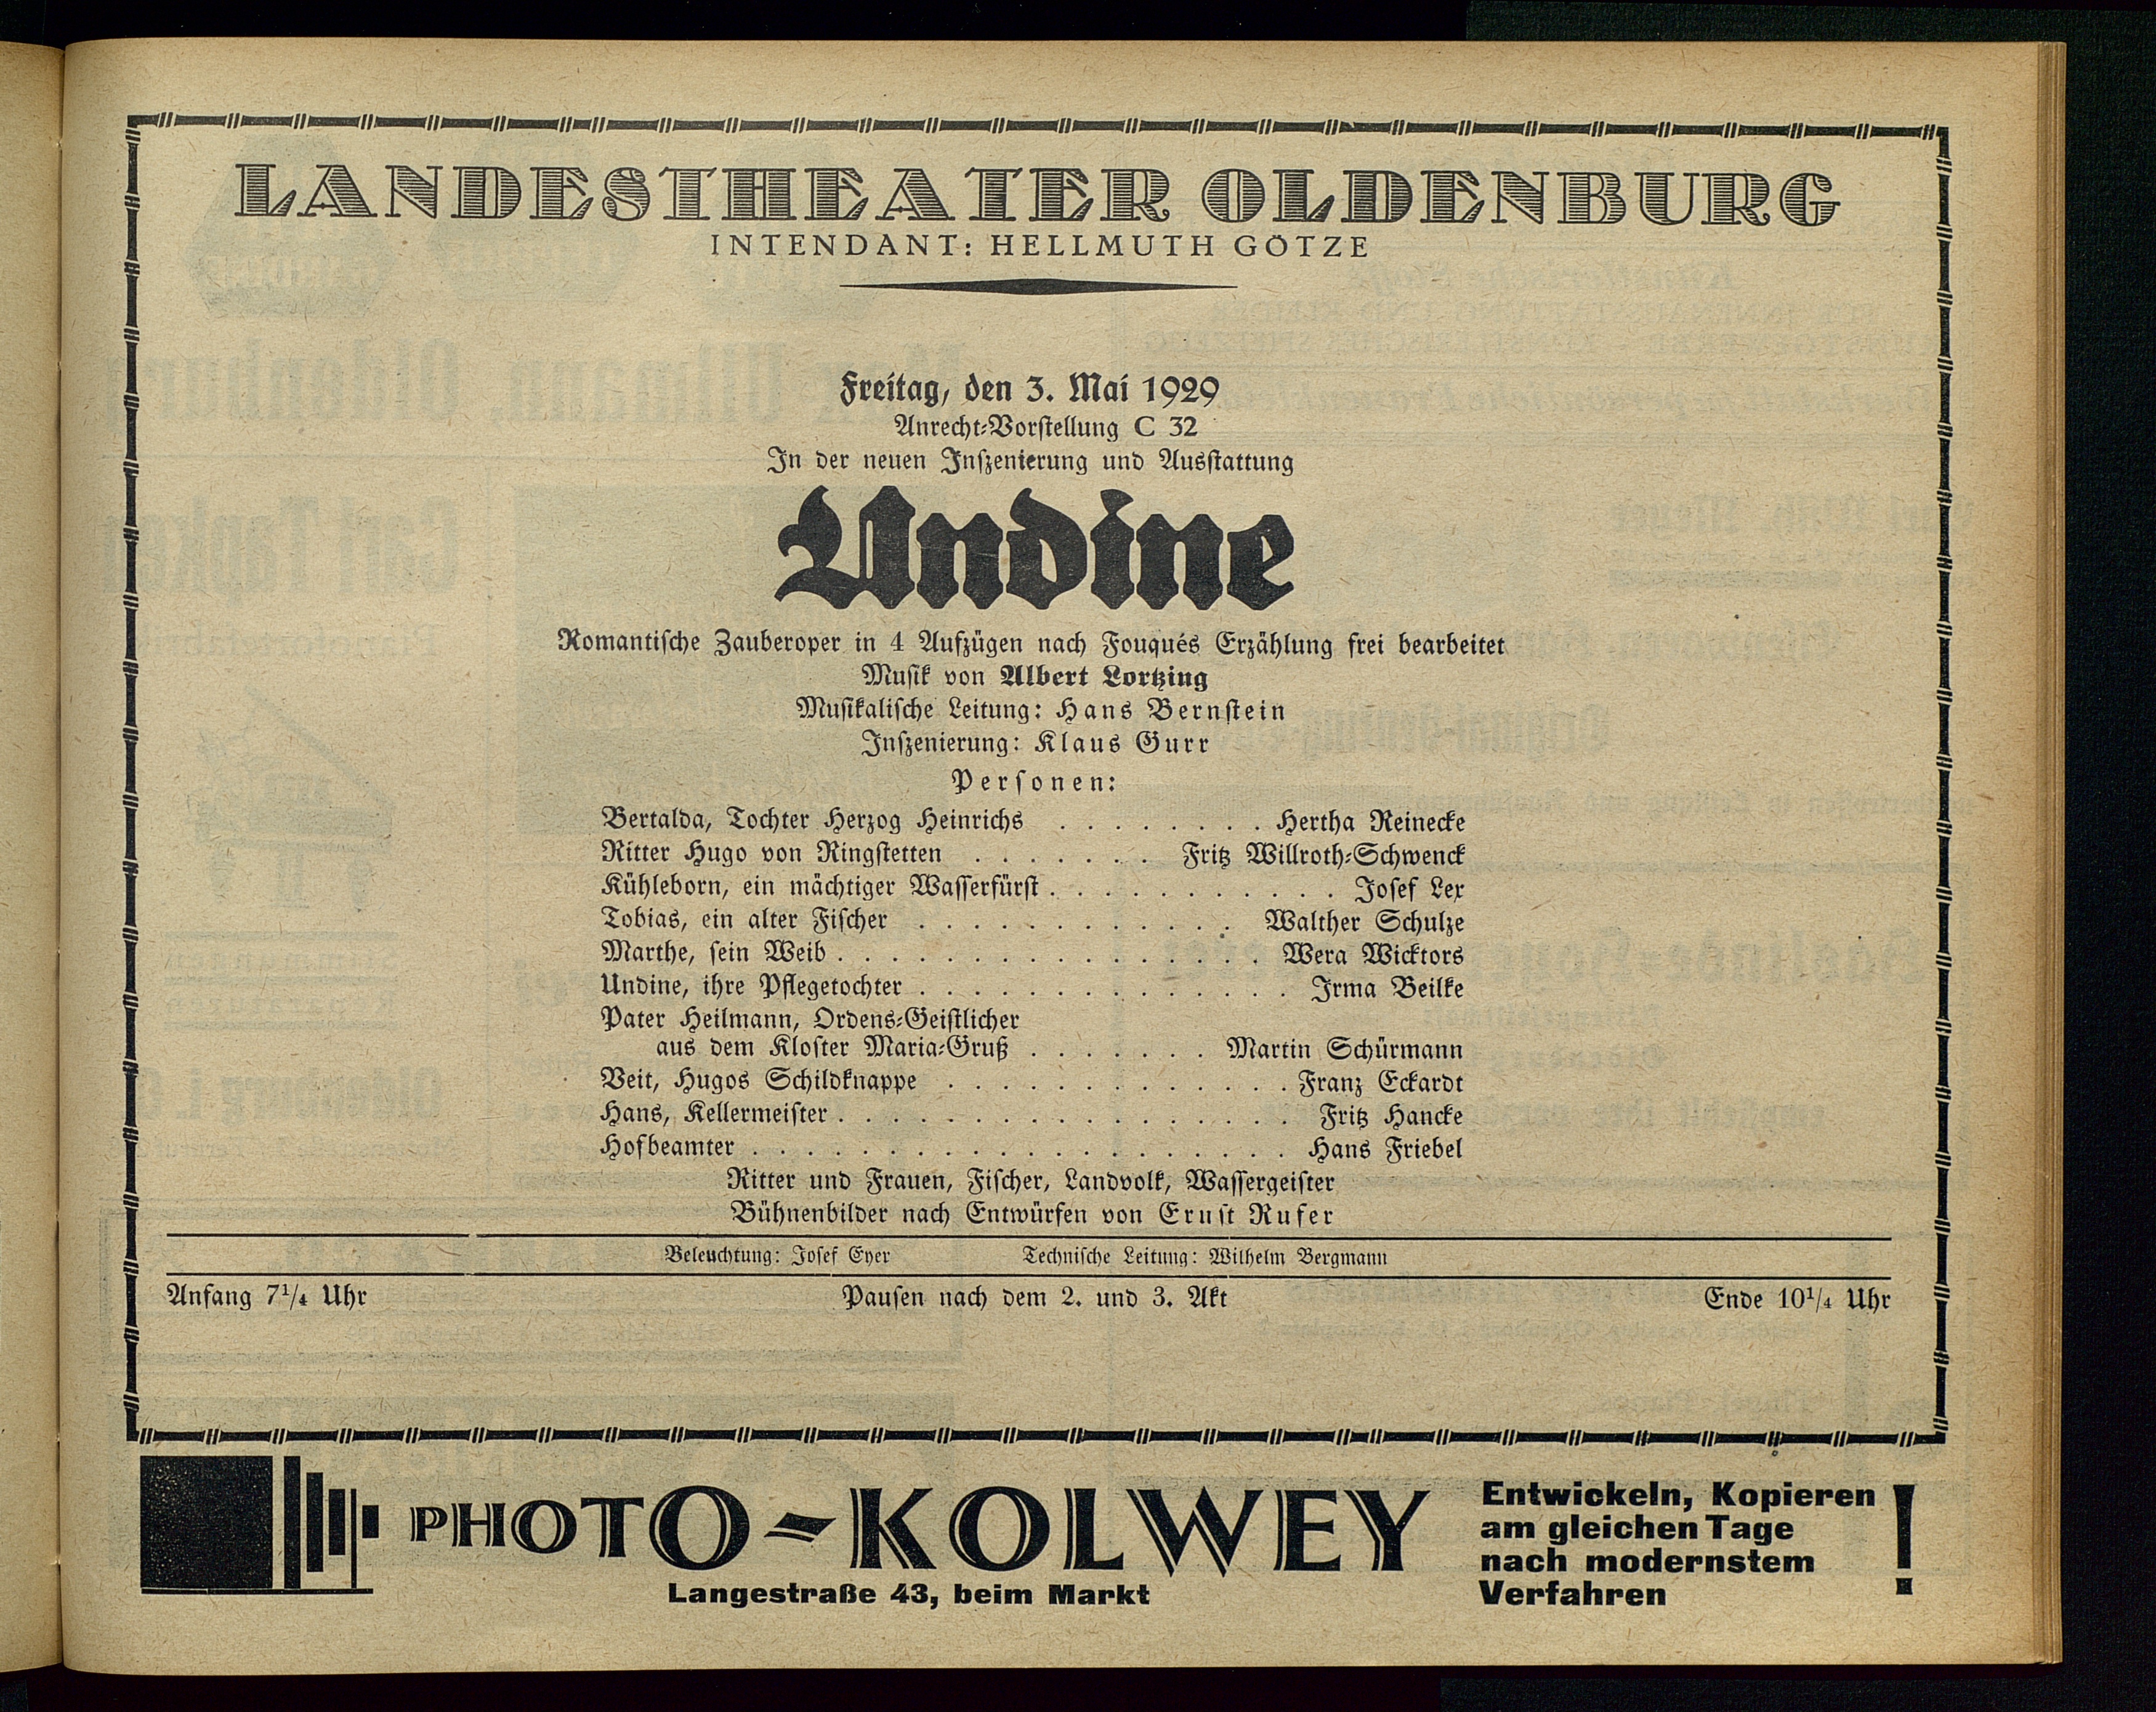 LANDESTHEATER OLDENBURG
INTENDANT: HELLMUTH GÖTZE
Freitag, den 3. Mai 1929
Anrecht-Vorstellung C 32
In der neuen Inszenierung und Ausstattung
Undine
Romantische Zauberoper in 4 Aufzügen nach Fouqués Erzählung frei bearbeitet
Musik von Albert Lortzing
Musikalische Leitung: Hans Bernstein
Inszenierung: Klaus Gurr
Personen:
Bertalda, Tochter Herzog Heinrichs . . . . . . . . Hertha Reinecke
Ritter Hugo von Ringstetten . . . . . . . Fritz Willroth-Schwenck
Kühleborn, ein mächtiger Wasserfürst . . . . . . . . . . . Josef Lex
Tobias, ein alter Fischer . . . . . . . . . . . . Walther Schulze
Marthe, sein Weib . . . . . . . . . . . . . . . . Wera Wicktors
Undine, ihre Pflegetochter . . . . . . . . . . . . . . Irma Beilke
Pater Heilmann, Ordens-Geistlicher
aus dem Kloster Maria-Gruß . . . . . . . Martin Schürmann
Veit, Hugos Schildknappe . . . . . . . . . . . . . Franz Eckardt
Hans, Kellermeister . . . . . . . . . . . . . . . . . Fritz Hancke
Hofbeamter . . . . . . . . . . . . . . . . . . . . Hans Friebel
Ritter und Frauen, Fischer, Landvolk, Wassergeister
Bühnenbilder nach Entwürfen von Ernst Rufer
Beleuchtung: Josef Eyer Technische Leitung: Wilhelm Bergmann
Anfang 7¼ Uhr Pausen nach dem 2. und 3. Akt Ende 10¼ Uhr
PHOTO-KOLWEY
Langestraße 43, beim Markt
Entwickeln, Kopieren
am gleichen Tage
nach modernstem
Verfahren !